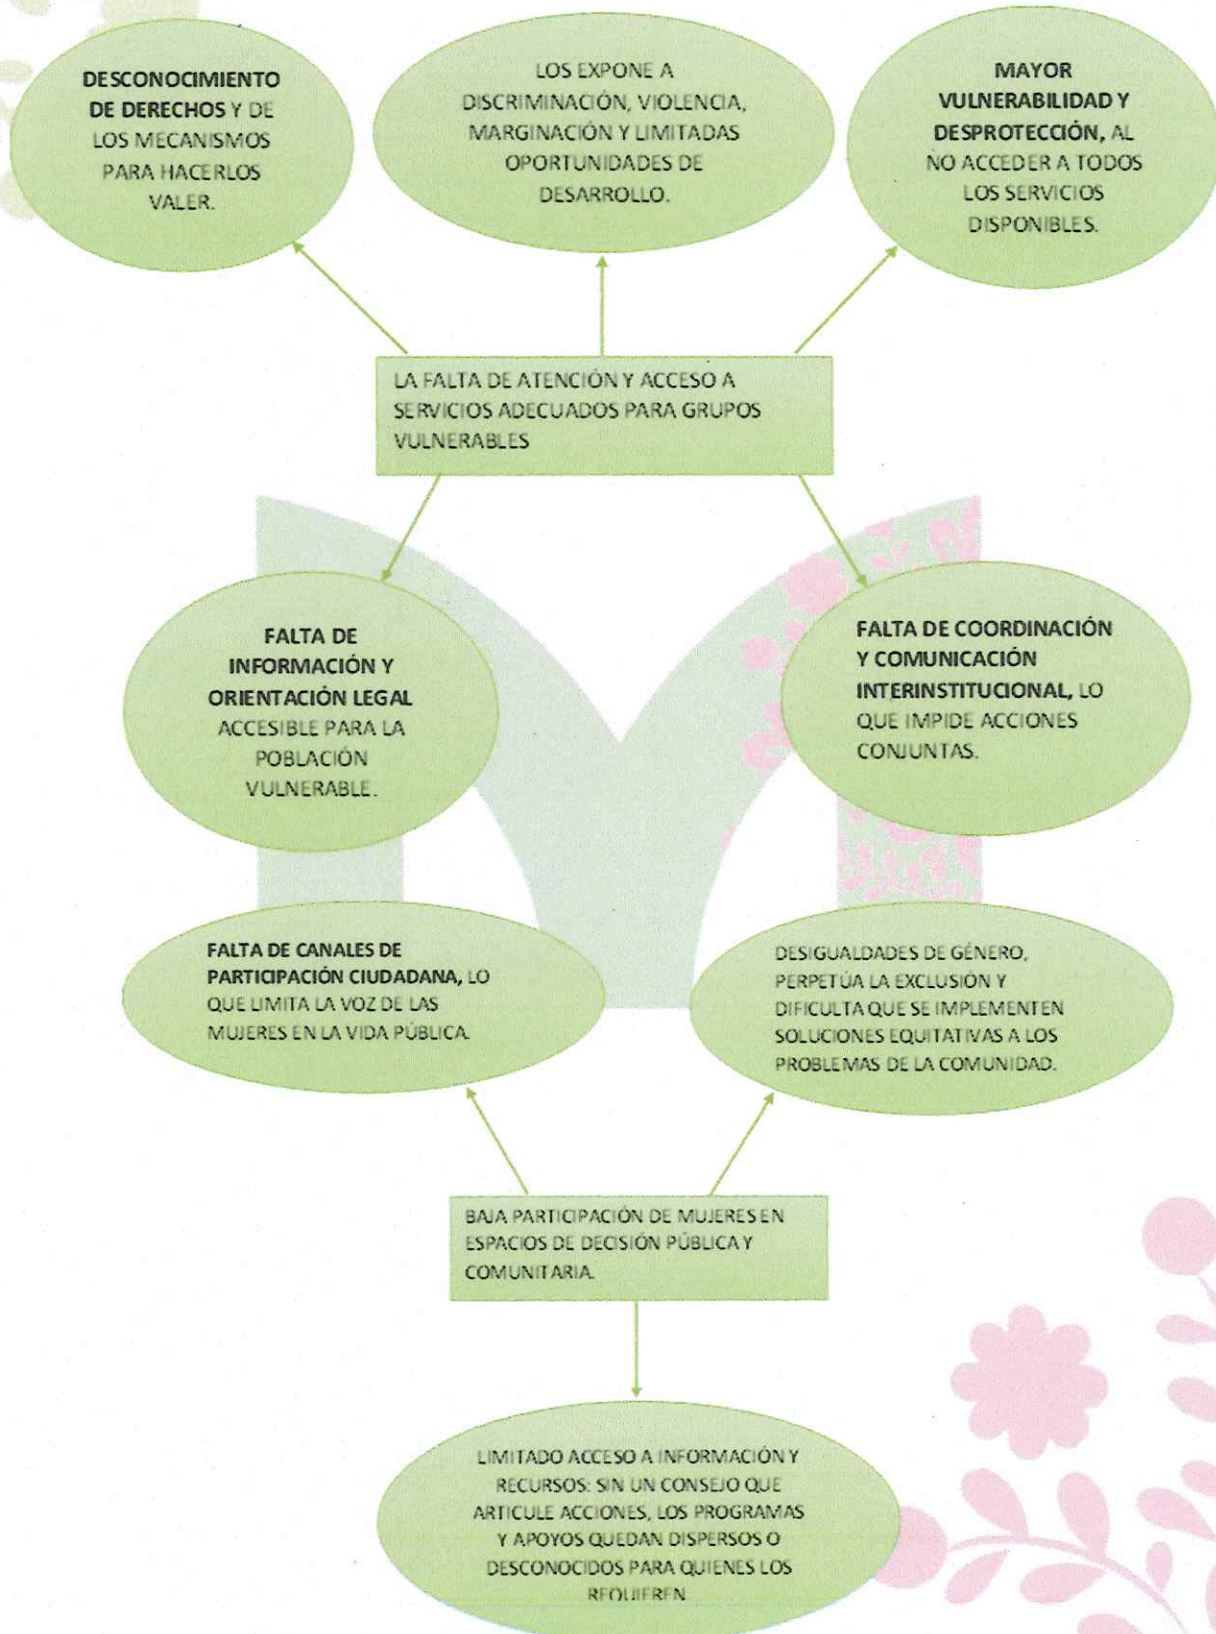 DESCONOCIMIENTO
DE DERECHOS Y DE
LOS MECANISMOS
PARA HACERLOS
VALER.
LOS EXPONE A
DISCRIMINACIÓN, VIOLENCIA,
MARGINACIÓN Y LIMITADAS
OPORTUNIDADES DE
DESARROLLO.
MAYOR
VULNERABILIDAD Y
DESPROTECCIÓN, AL
NO ACCEDER A TODOS
LOS SERVICIOS
DISPONIBLES.
LA FALTA DE ATENCIÓN Y ACCESO A
SERVICIOS ADECUADOS PARA GRUPOS
VULNERABLES
FALTA DE
INFORMACIÓN Y
ORIENTACIÓN LEGAL
ACCESIBLE PARA LA
POBLACIÓN
VULNERABLE.
FALTA DE COORDINACIÓN
Y COMUNICACIÓN
INTERINSTITUCIONAL, LO
QUE IMPIDE ACCIONES
CONJUNTAS.
FALTA DE CANALES DE
PARTICIPACIÓN CIUDADANA, LO
QUE LIMITA LA VOZ DE LAS
MUJERES EN LA VIDA PÚBLICA.
DESIGUALDADES DE GÉNERO,
PERPETÚA LA EXCLUSIÓN Y
DIFICULTA QUE SE IMPLEMENTEN
SOLUCIONES EQUITATIVAS A LOS
PROBLEMAS DE LA COMUNIDAD.
BAJA PARTICIPACIÓN DE MUJERES EN
ESPACIOS DE DECISIÓN PÚBLICA Y
COMUNITARIA.
LIMITADO ACCESO A INFORMACIÓN Y
RECURSOS: SIN UN CONSEJO QUE
ARTICULE ACCIONES, LOS PROGRAMAS
Y APOYOS QUEDAN DISPERSOS O
DESCONOCIDOS PARA QUIENES LOS
REQUIEREN.